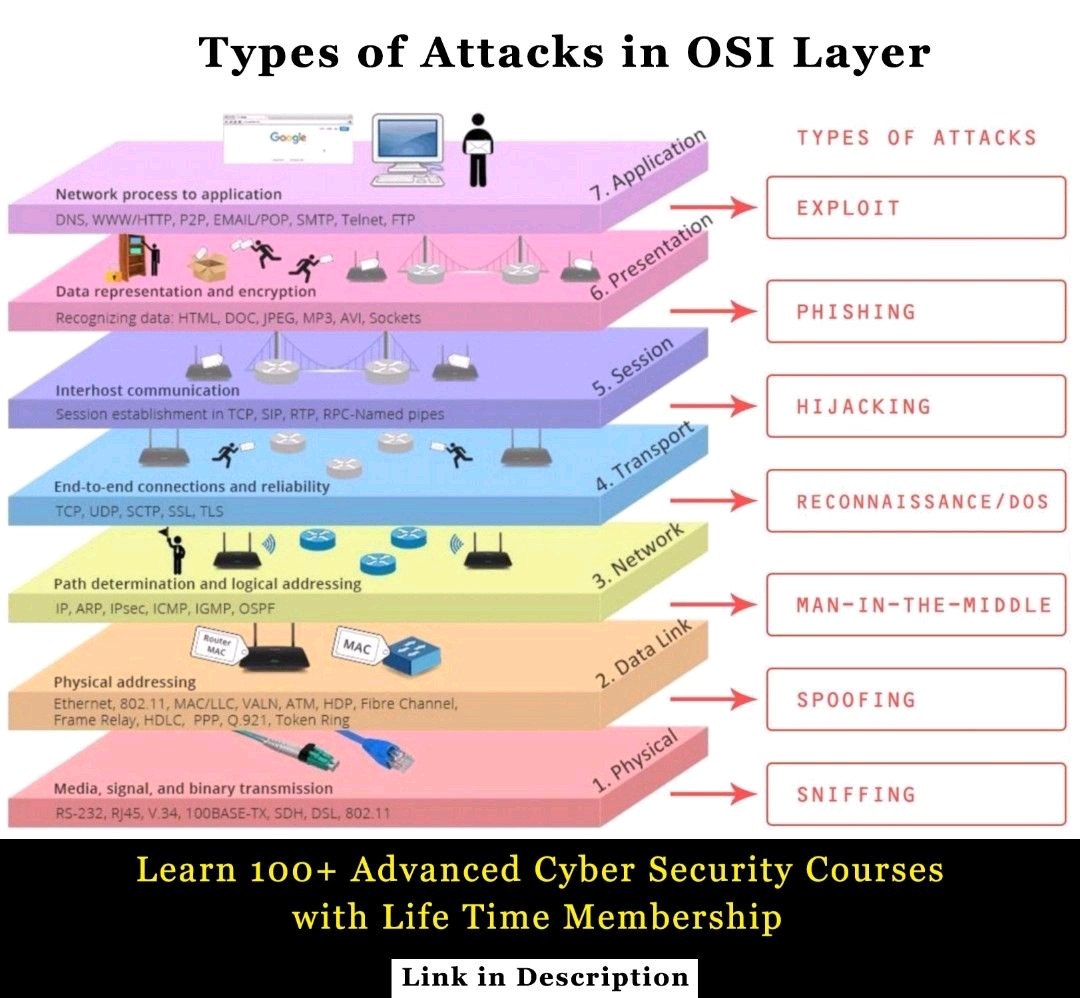 Types of Attacks in OSI Layer
TYPES OF ATTACKS
Google
7. Application
Network process to application
DNS, WWW/HTTP, P2P, EMAIL/POP, SMTP, Telnet, FTP
EXPLOIT
6. Presentation
Data representation and encryption
Recognizing data: HTML, DOC, JPEG, MP3, AVI, Sockets
PHISHING
5. Session
Interhost communication
Session establishment in TCP, SIP, RTP, RPC-Named pipes
HIJACKING
4. Transport
End-to-end connections and reliability
TCP, UDP, SCTP, SSL, TLS
RECONNAISSANCE/DOS
3. Network
Path determination and logical addressing
IP, ARP, IPsec, ICMP, IGMP, OSPF
MAN-IN-THE-MIDDLE
Router
MAC
MAC
2. Data Link
Physical addressing
Ethernet, 802.11, MAC/LLC, VALN, ATM, HDP, Fibre Channel,
Frame Relay, HDLC, PPP, Q.921, Token Ring
SPOOFING
1. Physical
Media, signal, and binary transmission
RS-232, RJ45, V.34, 100BASE-TX, SDH, DSL, 802.11
SNIFFING
Learn 100+ Advanced Cyber Security Courses
with Life Time Membership
Link in Description